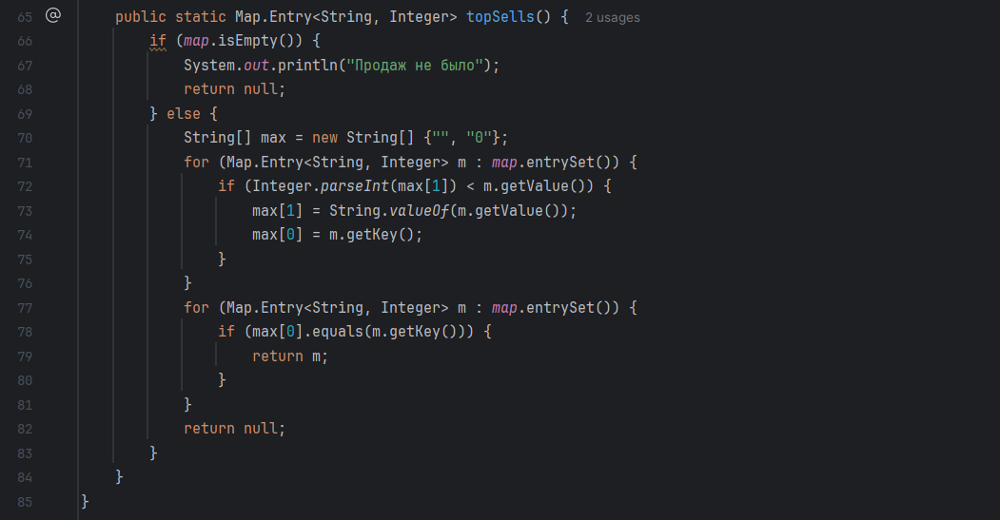 65 @ public static Map.Entry<String, Integer> topSells() { 2 usages
66 if (map.isEmpty()) {
67 System.out.println("Продаж не было");
68 return null;
69 } else {
70 String[] max = new String[] {"", "0"};
71 for (Map.Entry<String, Integer> m : map.entrySet()) {
72 if (Integer.parseInt(max[1]) < m.getValue()) {
73 max[1] = String.valueOf(m.getValue());
74 max[0] = m.getKey();
75 }
76 }
77 for (Map.Entry<String, Integer> m : map.entrySet()) {
78 if (max[0].equals(m.getKey())) {
79 return m;
80 }
81 }
82 return null;
83 }
84 }
85 }